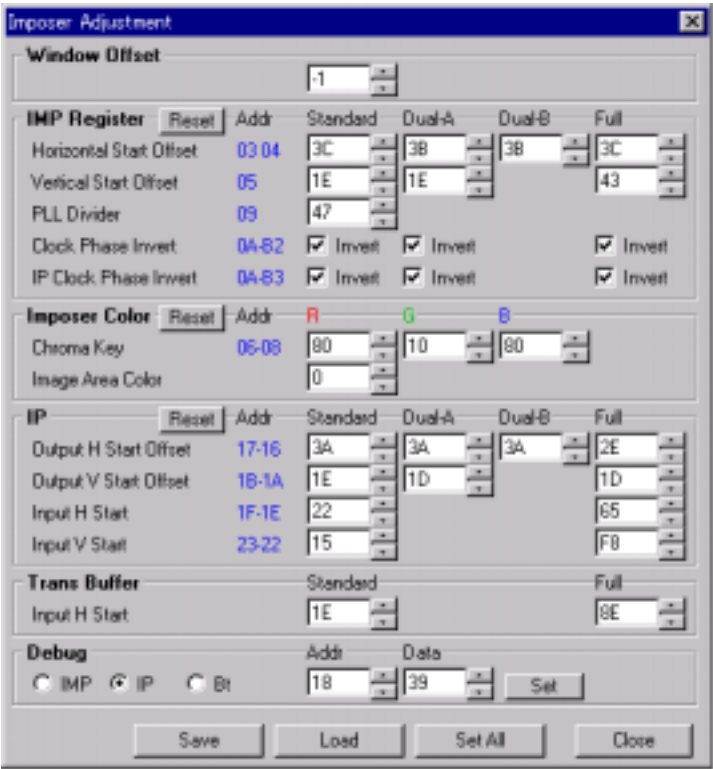 Imposer Adjustment
Window Offset
-1
IMP Register Reset Addr Standard Dual-A Dual-B Full
Horizontal Start Offset 03 04 3C 3B 3B 3C
Vertical Start Offset 05 1E 1E 43
PLL Divider 09 47
Clock Phase Invert 0A-B2 Invert Invert Invert
IP Clock Phase Invert 0A-B3 Invert Invert Invert
Imposer Color Reset Addr R G B
Chroma Key 06-08 80 10 80
Image Area Color 0
IP Reset Addr Standard Dual-A Dual-B Full
Output H Start Offset 17-16 3A 3A 3A 2E
Output V Start Offset 1B-1A 1E 1D 1D
Input H Start 1F-1E 22 65
Input V Start 23-22 15 F8
Trans Buffer Standard Full
Input H Start 1E 8E
Debug Addr Data
IMP IP Bt 18 39 Set
Save Load Set All Close